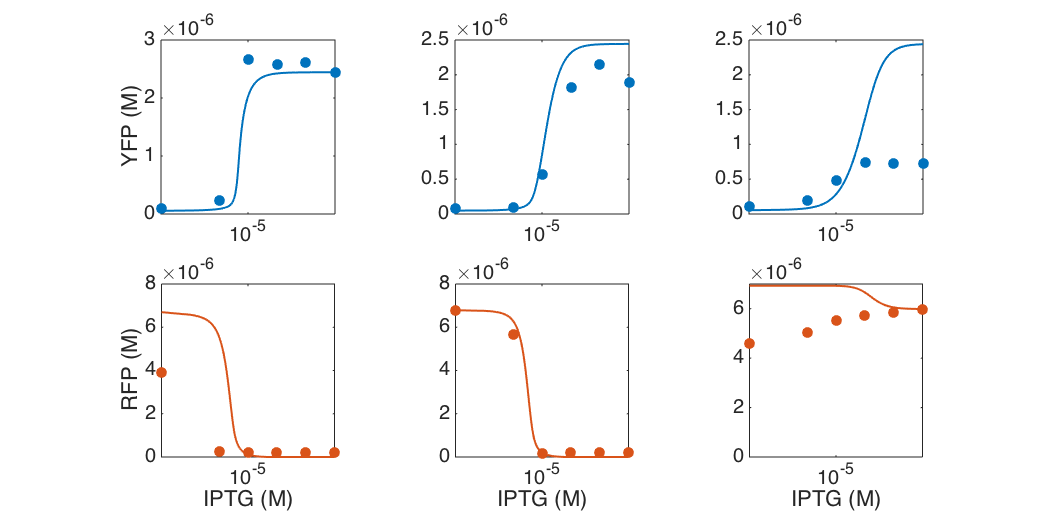 ×10^-6 ×10^-6 ×10^-6
3 2.5 2.5
2 2 2
1.5 1.5
1 1 1
0.5 0.5
0 0 0
YFP (M)
10^-5 10^-5 10^-5
×10^-6 ×10^-6 ×10^-6
8 8
6 6 6
4 4 4
2 2 2
0 0 0
RFP (M)
10^-5 10^-5 10^-5
IPTG (M) IPTG (M) IPTG (M)